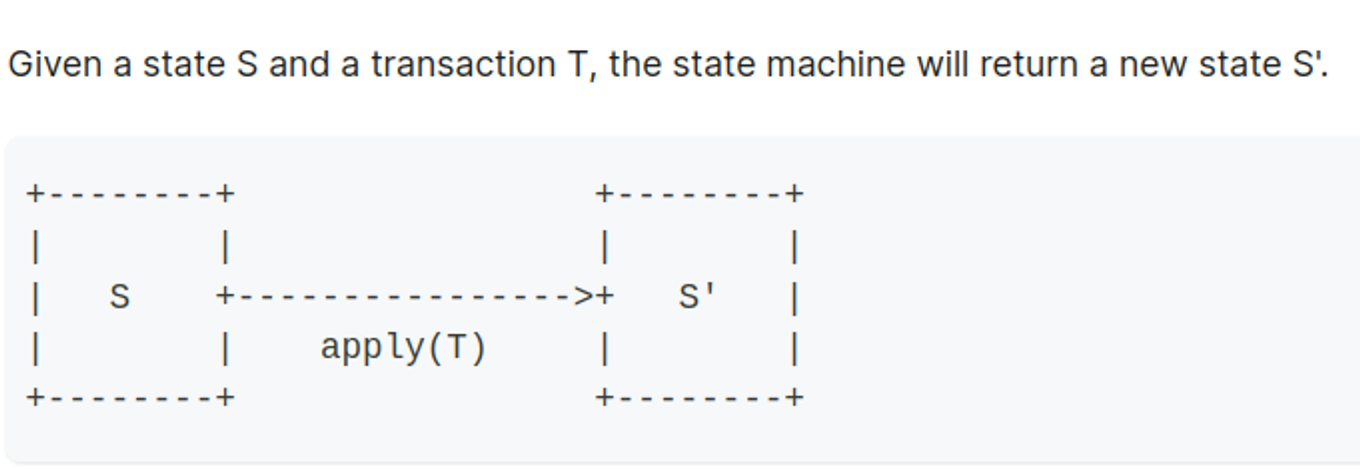 Given a state S and a transaction T, the state machine will return a new state S'.
+--------+                 +--------+
|        |                 |        |
|   S    +---------------->+   S'   |
|        |    apply(T)     |        |
+--------+                 +--------+